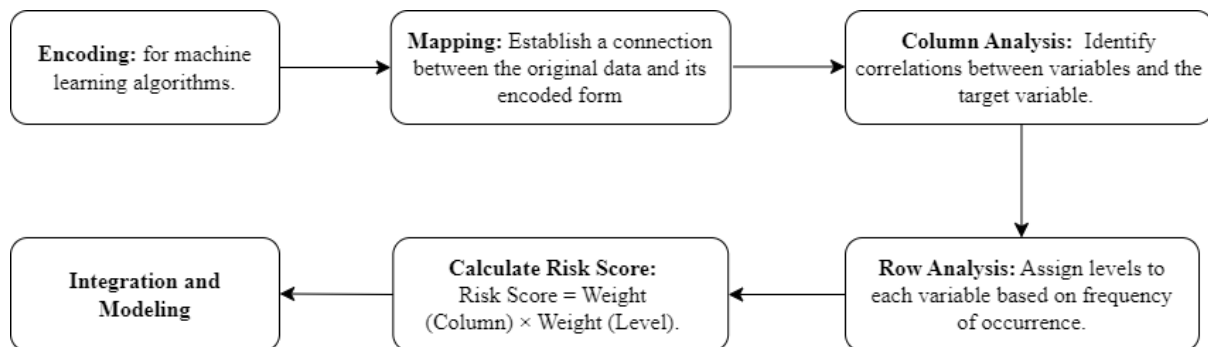 Encoding: for machine
learning algorithms.
Mapping: Establish a connection
between the original data and its
encoded form
Column Analysis: Identify
correlations between variables and the
target variable.
Row Analysis: Assign levels to
each variable based on frequency
of occurrence.
Calculate Risk Score:
Risk Score = Weight
(Column) × Weight (Level).
Integration and
Modeling